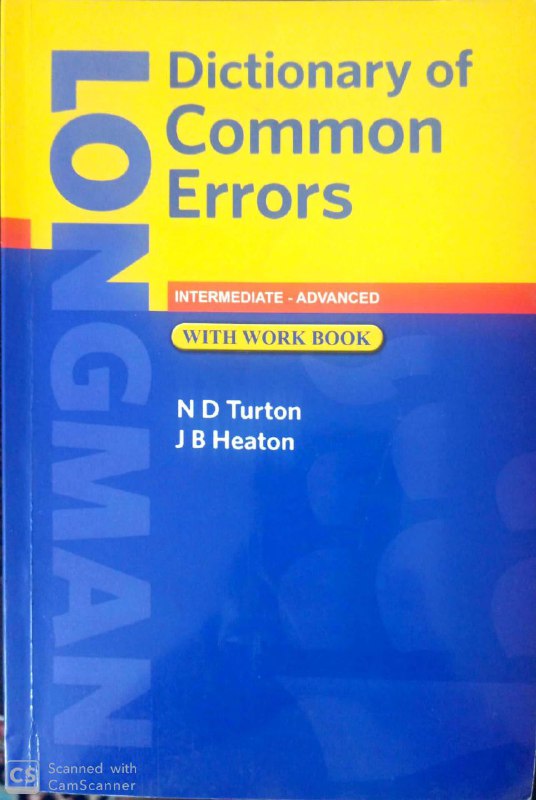 LONGMAN
Dictionary of
Common
Errors
INTERMEDIATE - ADVANCED
WITH WORK BOOK
N D Turton
J B Heaton
CS
Scanned with
CamScanner